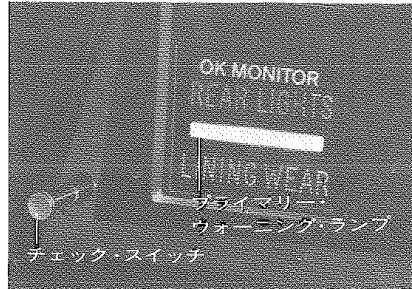 OK MONITOR
REAR LIGHTS
LINING WEAR
プライマリー・
ウォーニング・ランプ
チェック・スイッチ